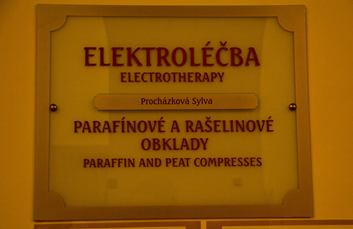 ELEKTROLÉČBA
ELECTROTHERAPY
Procházková Sylva
PARAFÍNOVÉ A RAŠELINOVÉ
OBKLADY
PARAFFIN AND PEAT COMPRESSES